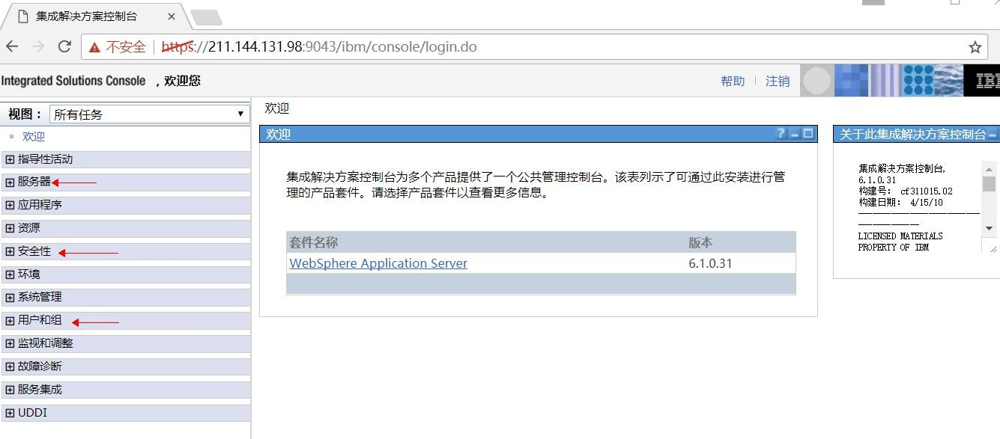 集成解决方案控制台
不安全 https://211.144.131.98:9043/ibm/console/login.do
Integrated Solutions Console ，欢迎您
帮助 注销
IBM
视图： 所有任务
欢迎
指导性活动
服务器
应用程序
资源
安全性
环境
系统管理
用户和组
监视和调整
故障诊断
服务集成
UDDI
欢迎
欢迎
集成解决方案控制台为多个产品提供了一个公共管理控制台。该表列示了可通过此安装进行管
理的产品套件。请选择产品套件以查看更多信息。
套件名称 版本
WebSphere Application Server 6.1.0.31
关于此集成解决方案控制台
集成解决方案控制台,
6.1.0.31
构建号： cf311015.02
构建日期： 4/15/10
LICENSED MATERIALS
PROPERTY OF IBM